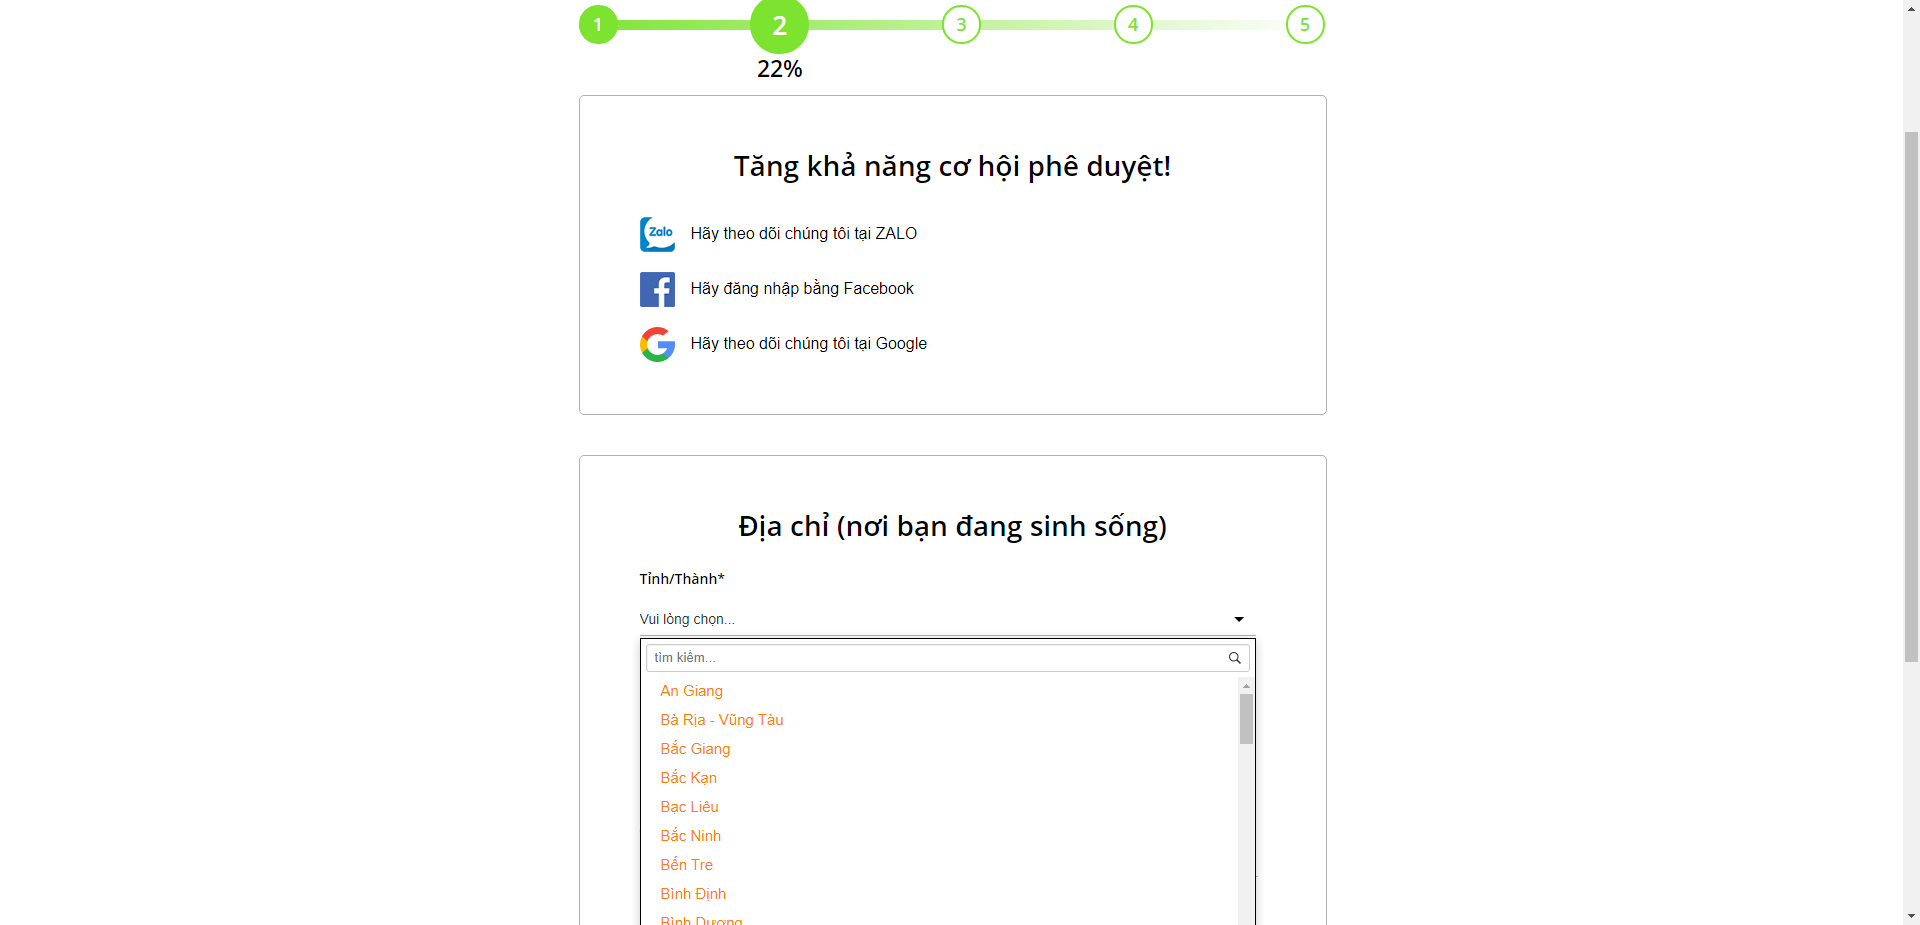 1
2
3
4
5
22%
Tăng khả năng cơ hội phê duyệt!
Zalo
Hãy theo dõi chúng tôi tại ZALO
Hãy đăng nhập bằng Facebook
Hãy theo dõi chúng tôi tại Google
Địa chỉ (nơi bạn đang sinh sống)
Tỉnh/Thành*
Vui lòng chọn...
tìm kiếm...
An Giang
Bà Rịa - Vũng Tàu
Bắc Giang
Bắc Kạn
Bạc Liêu
Bắc Ninh
Bến Tre
Bình Định
Bình Dương